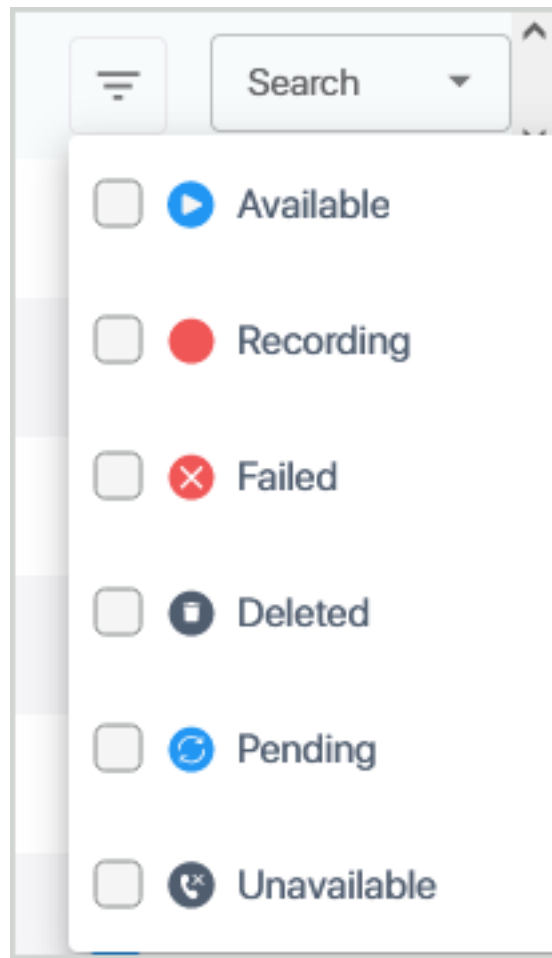 Search
Available
Recording
Failed
Deleted
Pending
Unavailable